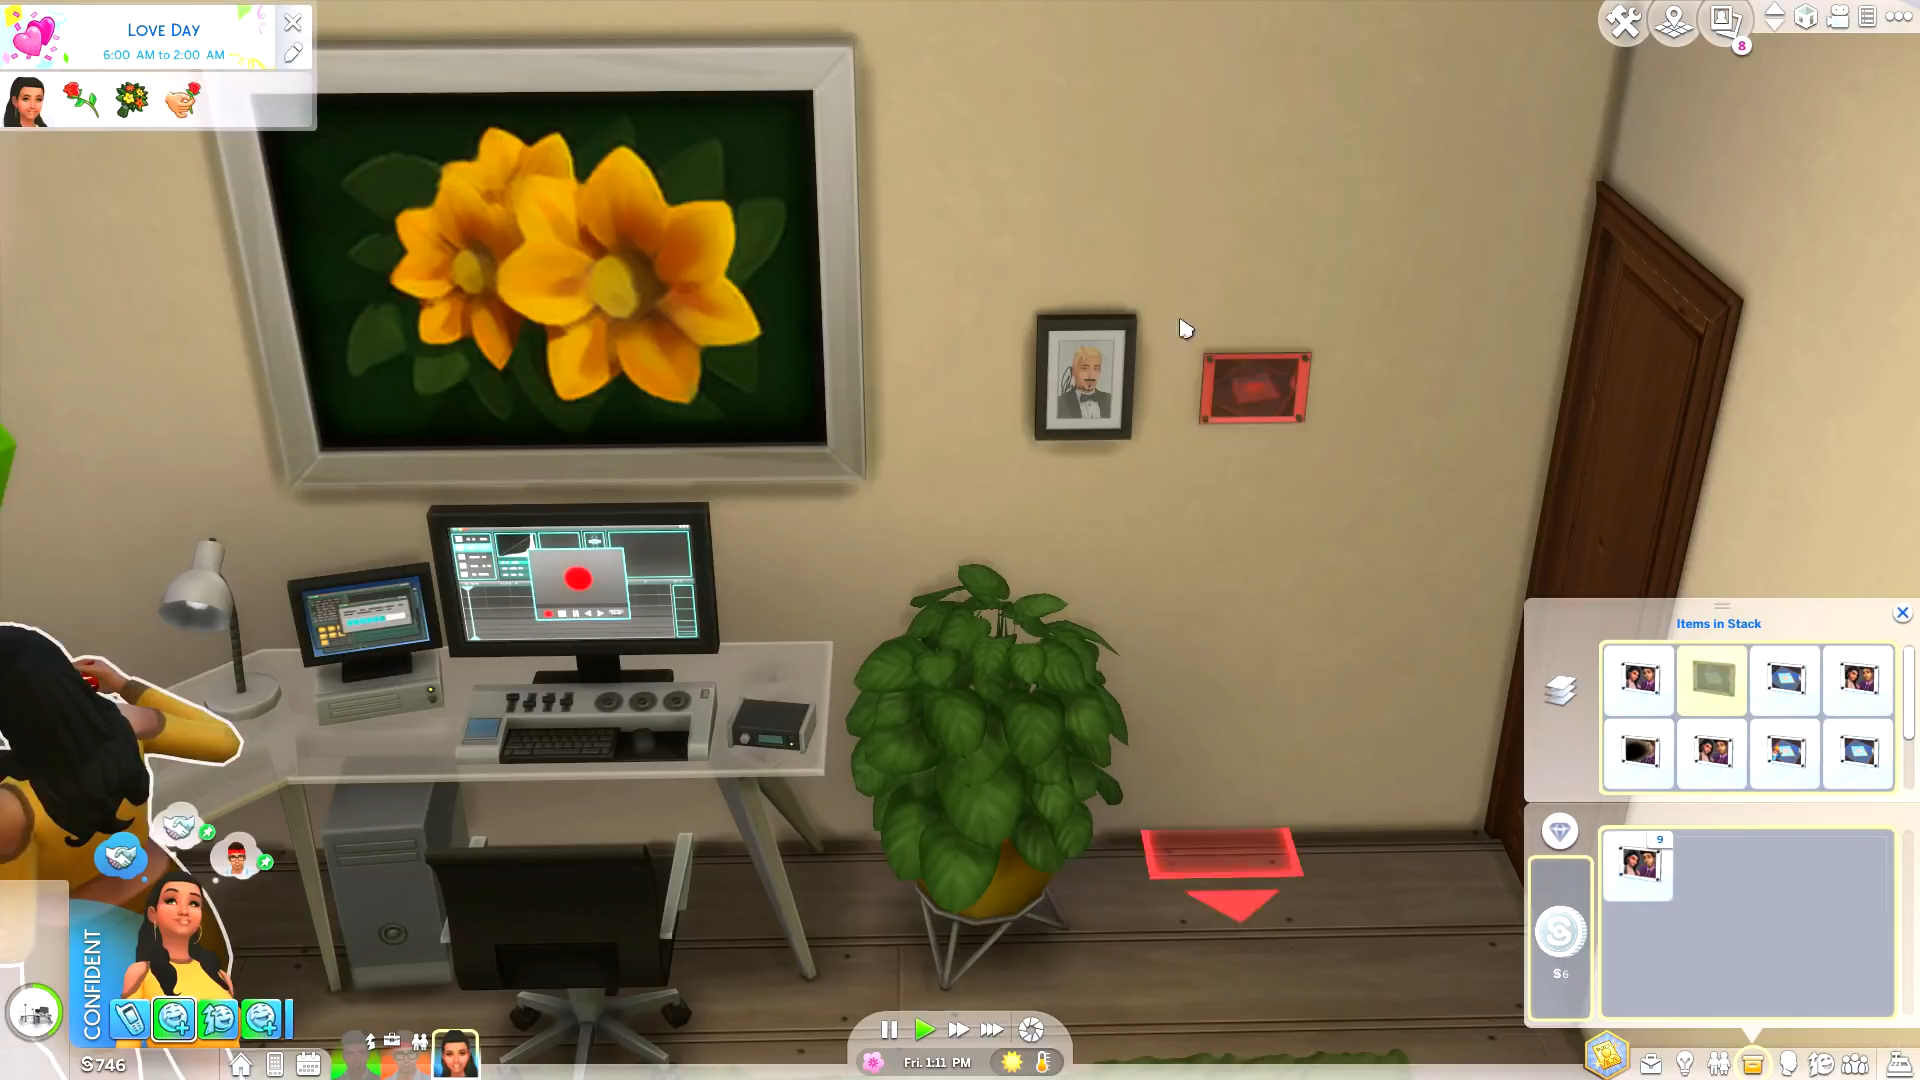 LOVE DAY
6:00 AM to 2:00 AM
8
Items in Stack
9
$6
CONFIDENT
§746
Fri. 1:11 PM